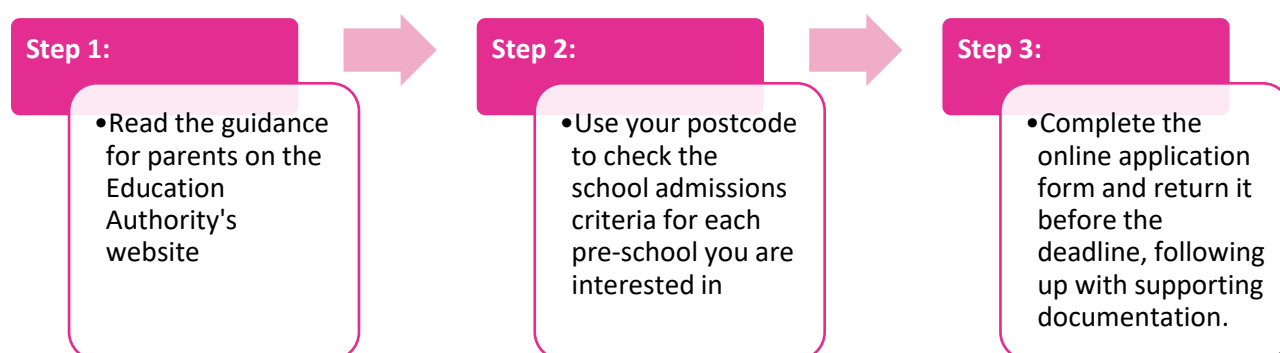 Step 1:
•Read the guidance
for parents on the
Education
Authority's
website
Step 2:
•Use your postcode
to check the
school admissions
criteria for each
pre-school you are
interested in
Step 3:
•Complete the
online application
form and return it
before the
deadline, following
up with supporting
documentation.